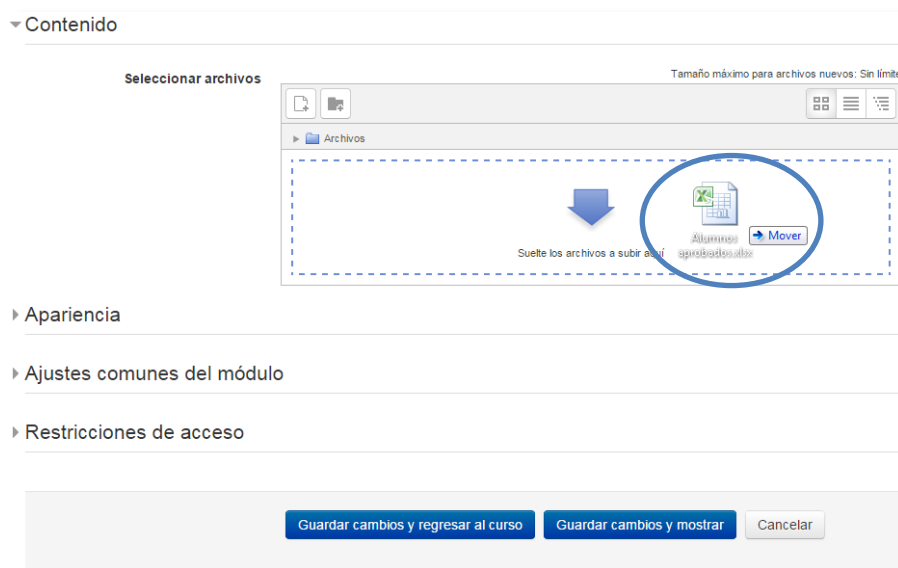 Contenido
Seleccionar archivos
Tamaño máximo para archivos nuevos: Sin límite
Archivos
Alumnos
Mover
Suelte los archivos a subir aquí
aprobados.xlsx
Apariencia
Ajustes comunes del módulo
Restricciones de acceso
Guardar cambios y regresar al curso
Guardar cambios y mostrar
Cancelar